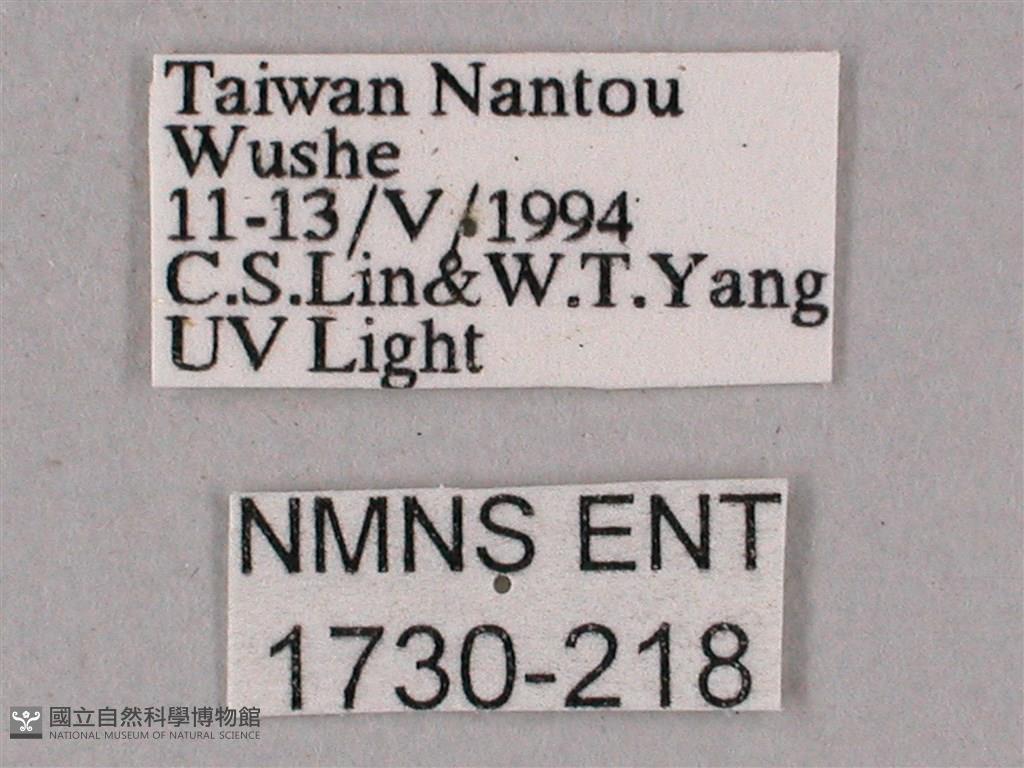 Taiwan Nantou
Wushe
11-13/V/1994
C.S.Lin&W.T.Yang
UV Light
NMNS ENT
1730-218
國立自然科學博物館
NATIONAL MUSEUM OF NATURAL SCIENCE